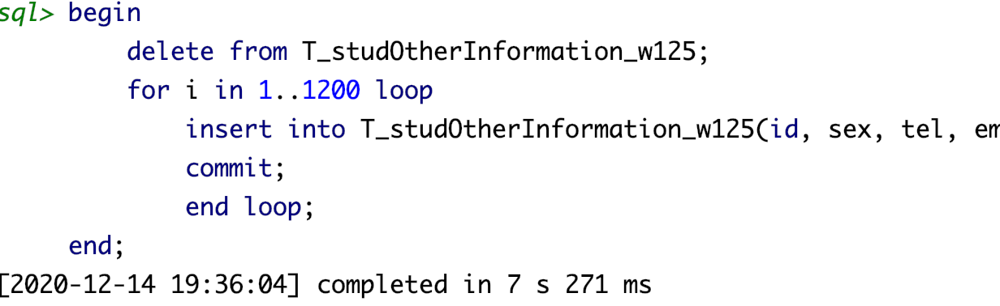 sql> begin
delete from T_studOtherInformation_w125;
for i in 1..1200 loop
insert into T_studOtherInformation_w125(id, sex, tel, em
commit;
end loop;
end;
[2020-12-14 19:36:04] completed in 7 s 271 ms